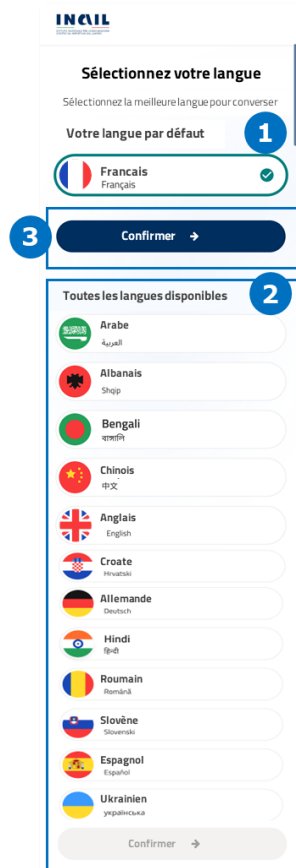 INAIL
Sélectionnez votre langue
Sélectionnez la meilleure langue pour converser
Votre langue par défaut
1
Francais
Français
3
Confirmer →
Toutes les langues disponibles
2
Arabe
العربية
Albanais
Shqip
Bengali
বাঙ্গালি
Chinois
中文
Anglais
English
Croate
Hrvatski
Allemande
Deutsch
Hindi
हिन्दी
Roumain
Română
Slovène
Slovenski
Espagnol
Español
Ukrainien
українська
Confirmer →